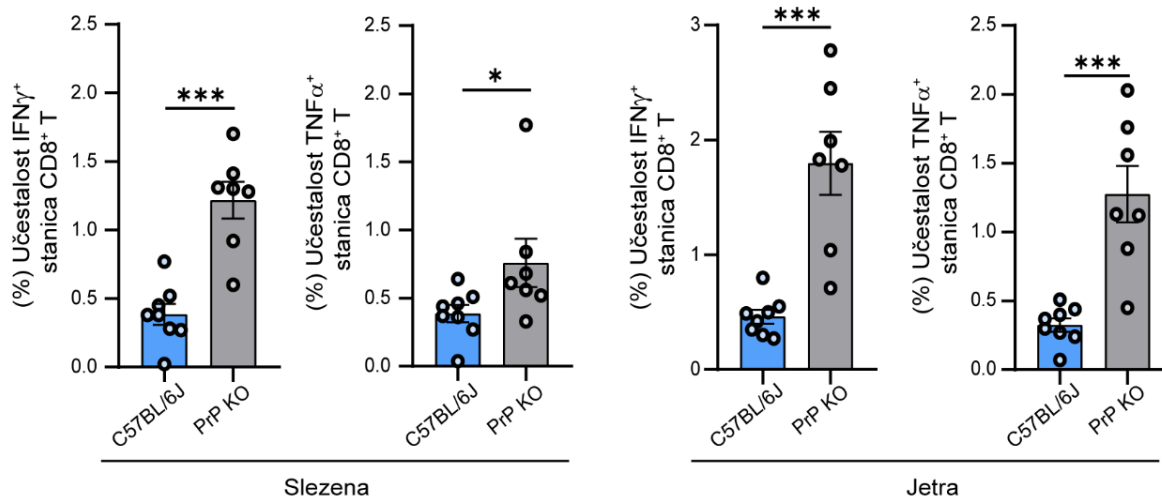 (%) Učestalost IFNγ⁺
stanica CD8⁺ T
2.5
2.0
1.5
1.0
0.5
0.0
***
C57BL/6J
PrP KO
(%) Učestalost TNFα⁺
stanica CD8⁺ T
2.5
2.0
1.5
1.0
0.5
0.0
*
C57BL/6J
PrP KO
Slezena
(%) Učestalost IFNγ⁺
stanica CD8⁺ T
3
2
1
0
***
C57BL/6J
PrP KO
(%) Učestalost TNFα⁺
stanica CD8⁺ T
2.5
2.0
1.5
1.0
0.5
0.0
***
C57BL/6J
PrP KO
Jetra